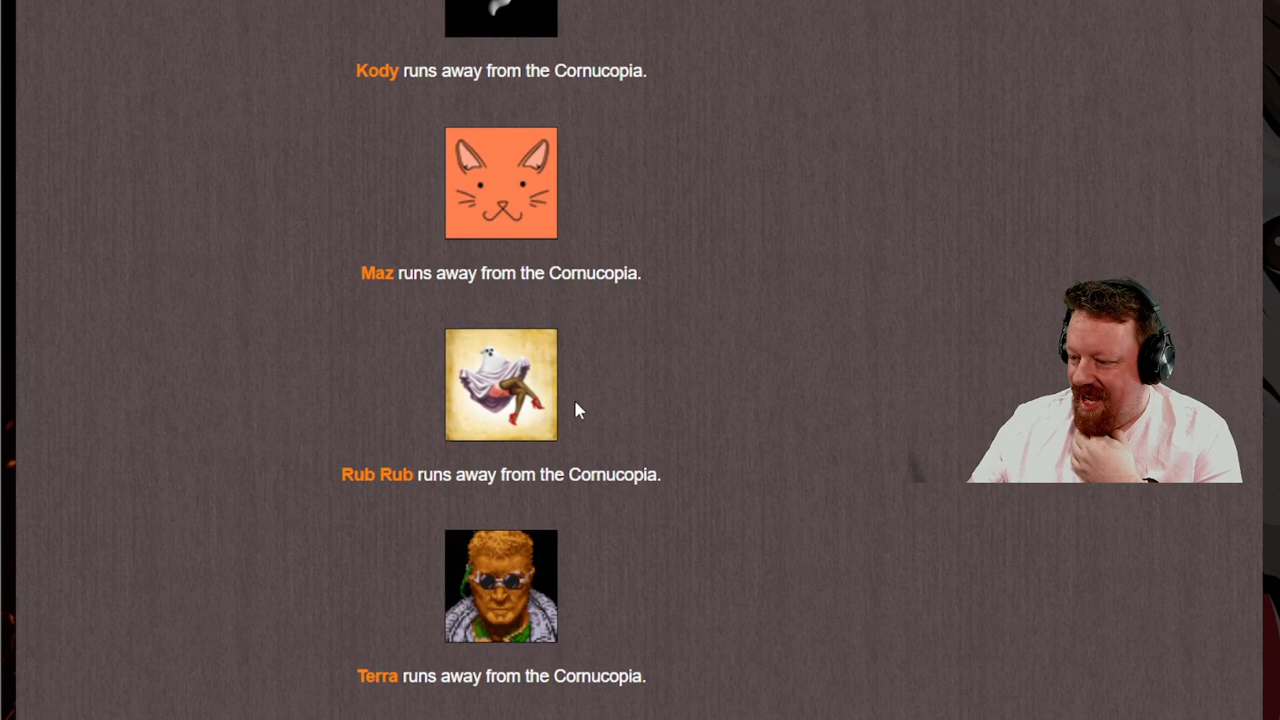 Kody runs away from the Cornucopia.
Maz runs away from the Cornucopia.
Rub Rub runs away from the Cornucopia.
Terra runs away from the Cornucopia.